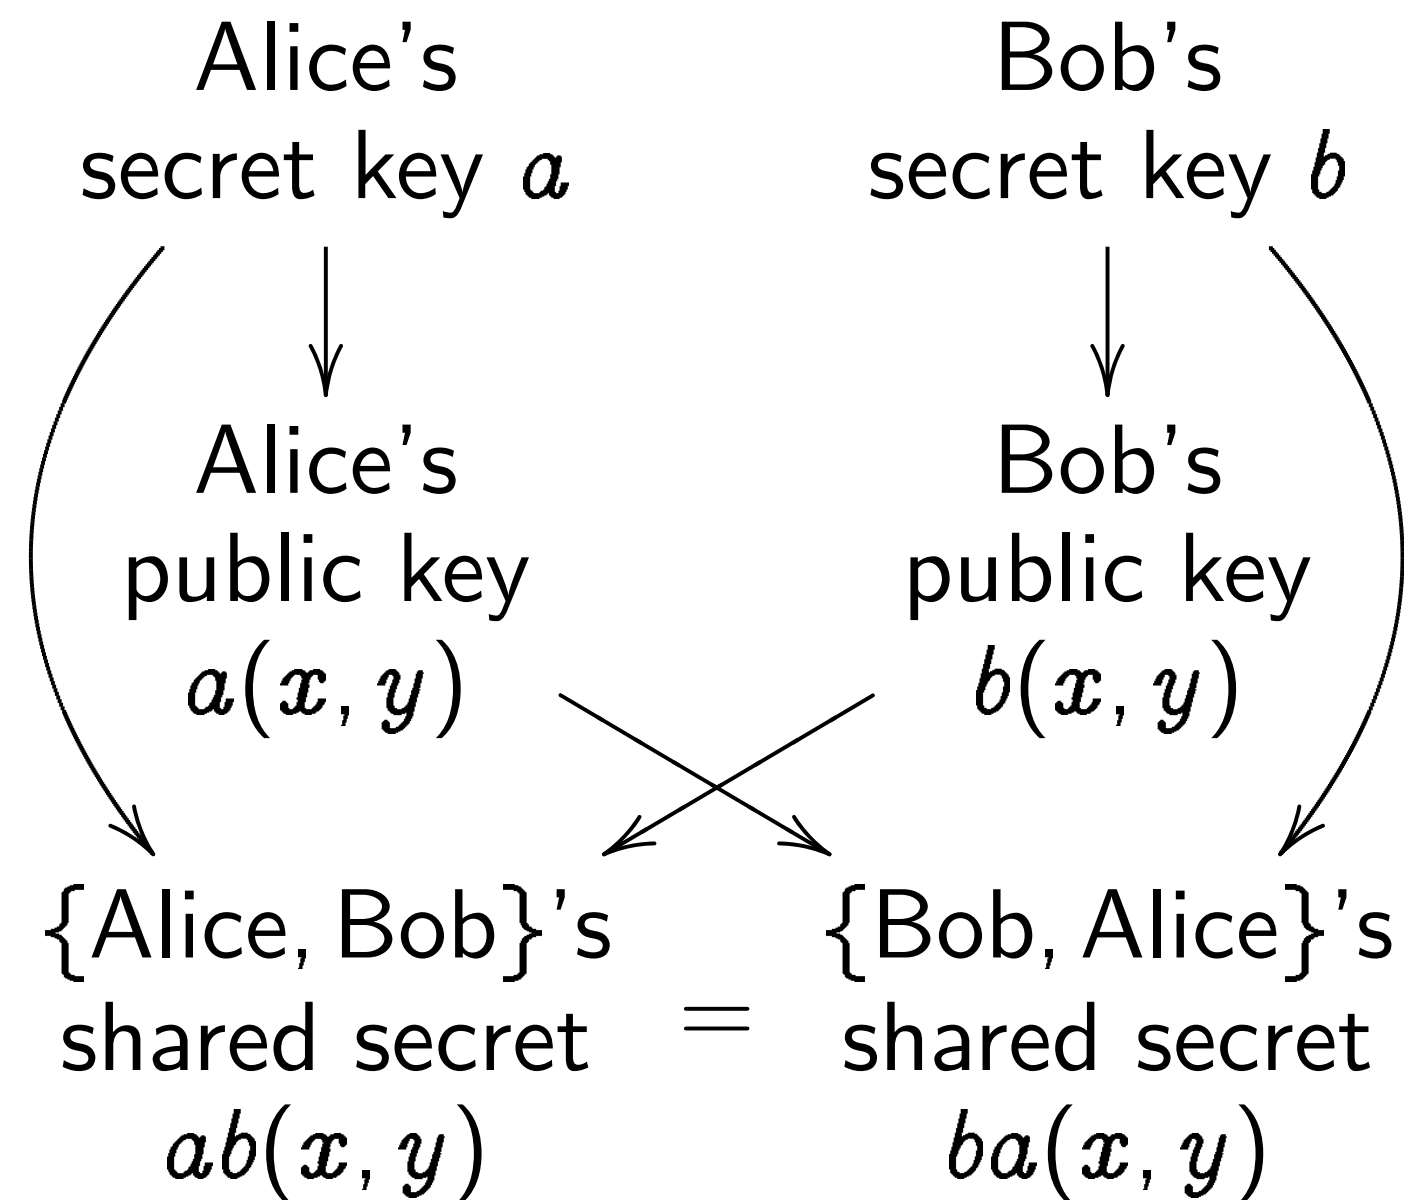 Alice's
secret key a
Bob's
secret key b
Alice's
public key
a(x, y)
Bob's
public key
b(x, y)
{Alice, Bob}'s
shared secret
ab(x, y)
=
{Bob, Alice}'s
shared secret
ba(x, y)